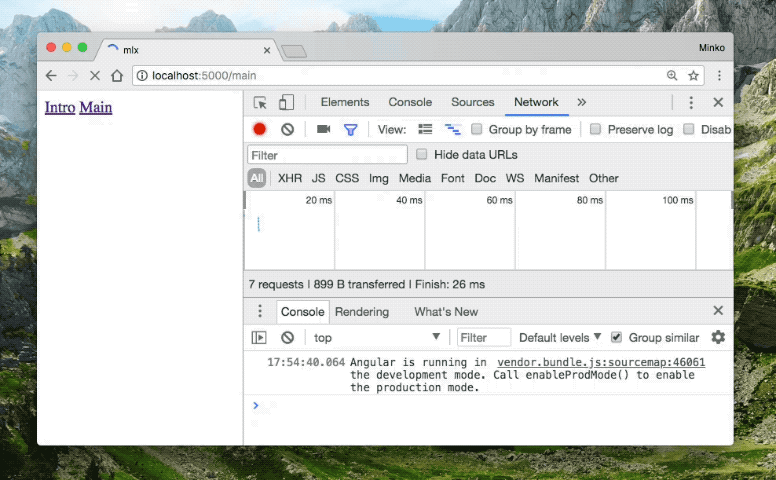 mlx
Minko
localhost:5000/main
Intro Main
Elements Console Sources Network »
View: Group by frame Preserve log Disab
Filter Hide data URLs
All XHR JS CSS Img Media Font Doc WS Manifest Other
20 ms 40 ms 60 ms 80 ms 100 ms
7 requests | 899 B transferred | Finish: 26 ms
Console Rendering What's New
top Filter Default levels Group similar
17:54:40.064 Angular is running in vendor.bundle.js:sourcemap:46061
the development mode. Call enableProdMode() to enable
the production mode.